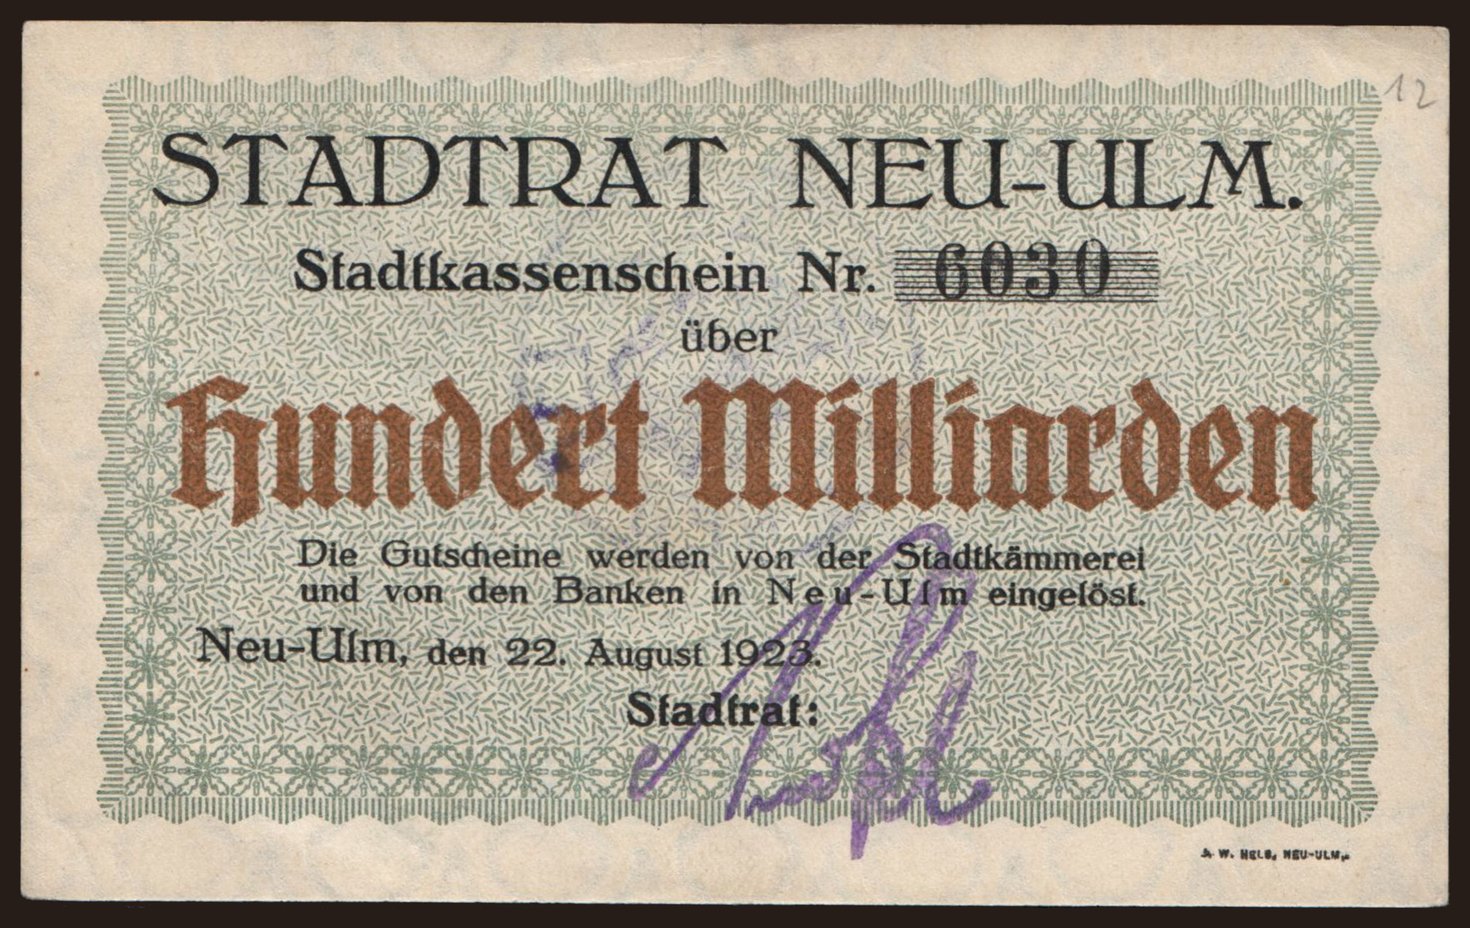 12
STADTRAT NEU-ULM.
Stadtkassenschein Nr. 6030
über
Hundert Milliarden
Die Gutscheine werden von der Stadtkämmerei
und von den Banken in Neu-Ulm eingelöst.
Neu-Ulm, den 22. August 1923.
Stadtrat:
W. HELB, NEU-ULM.